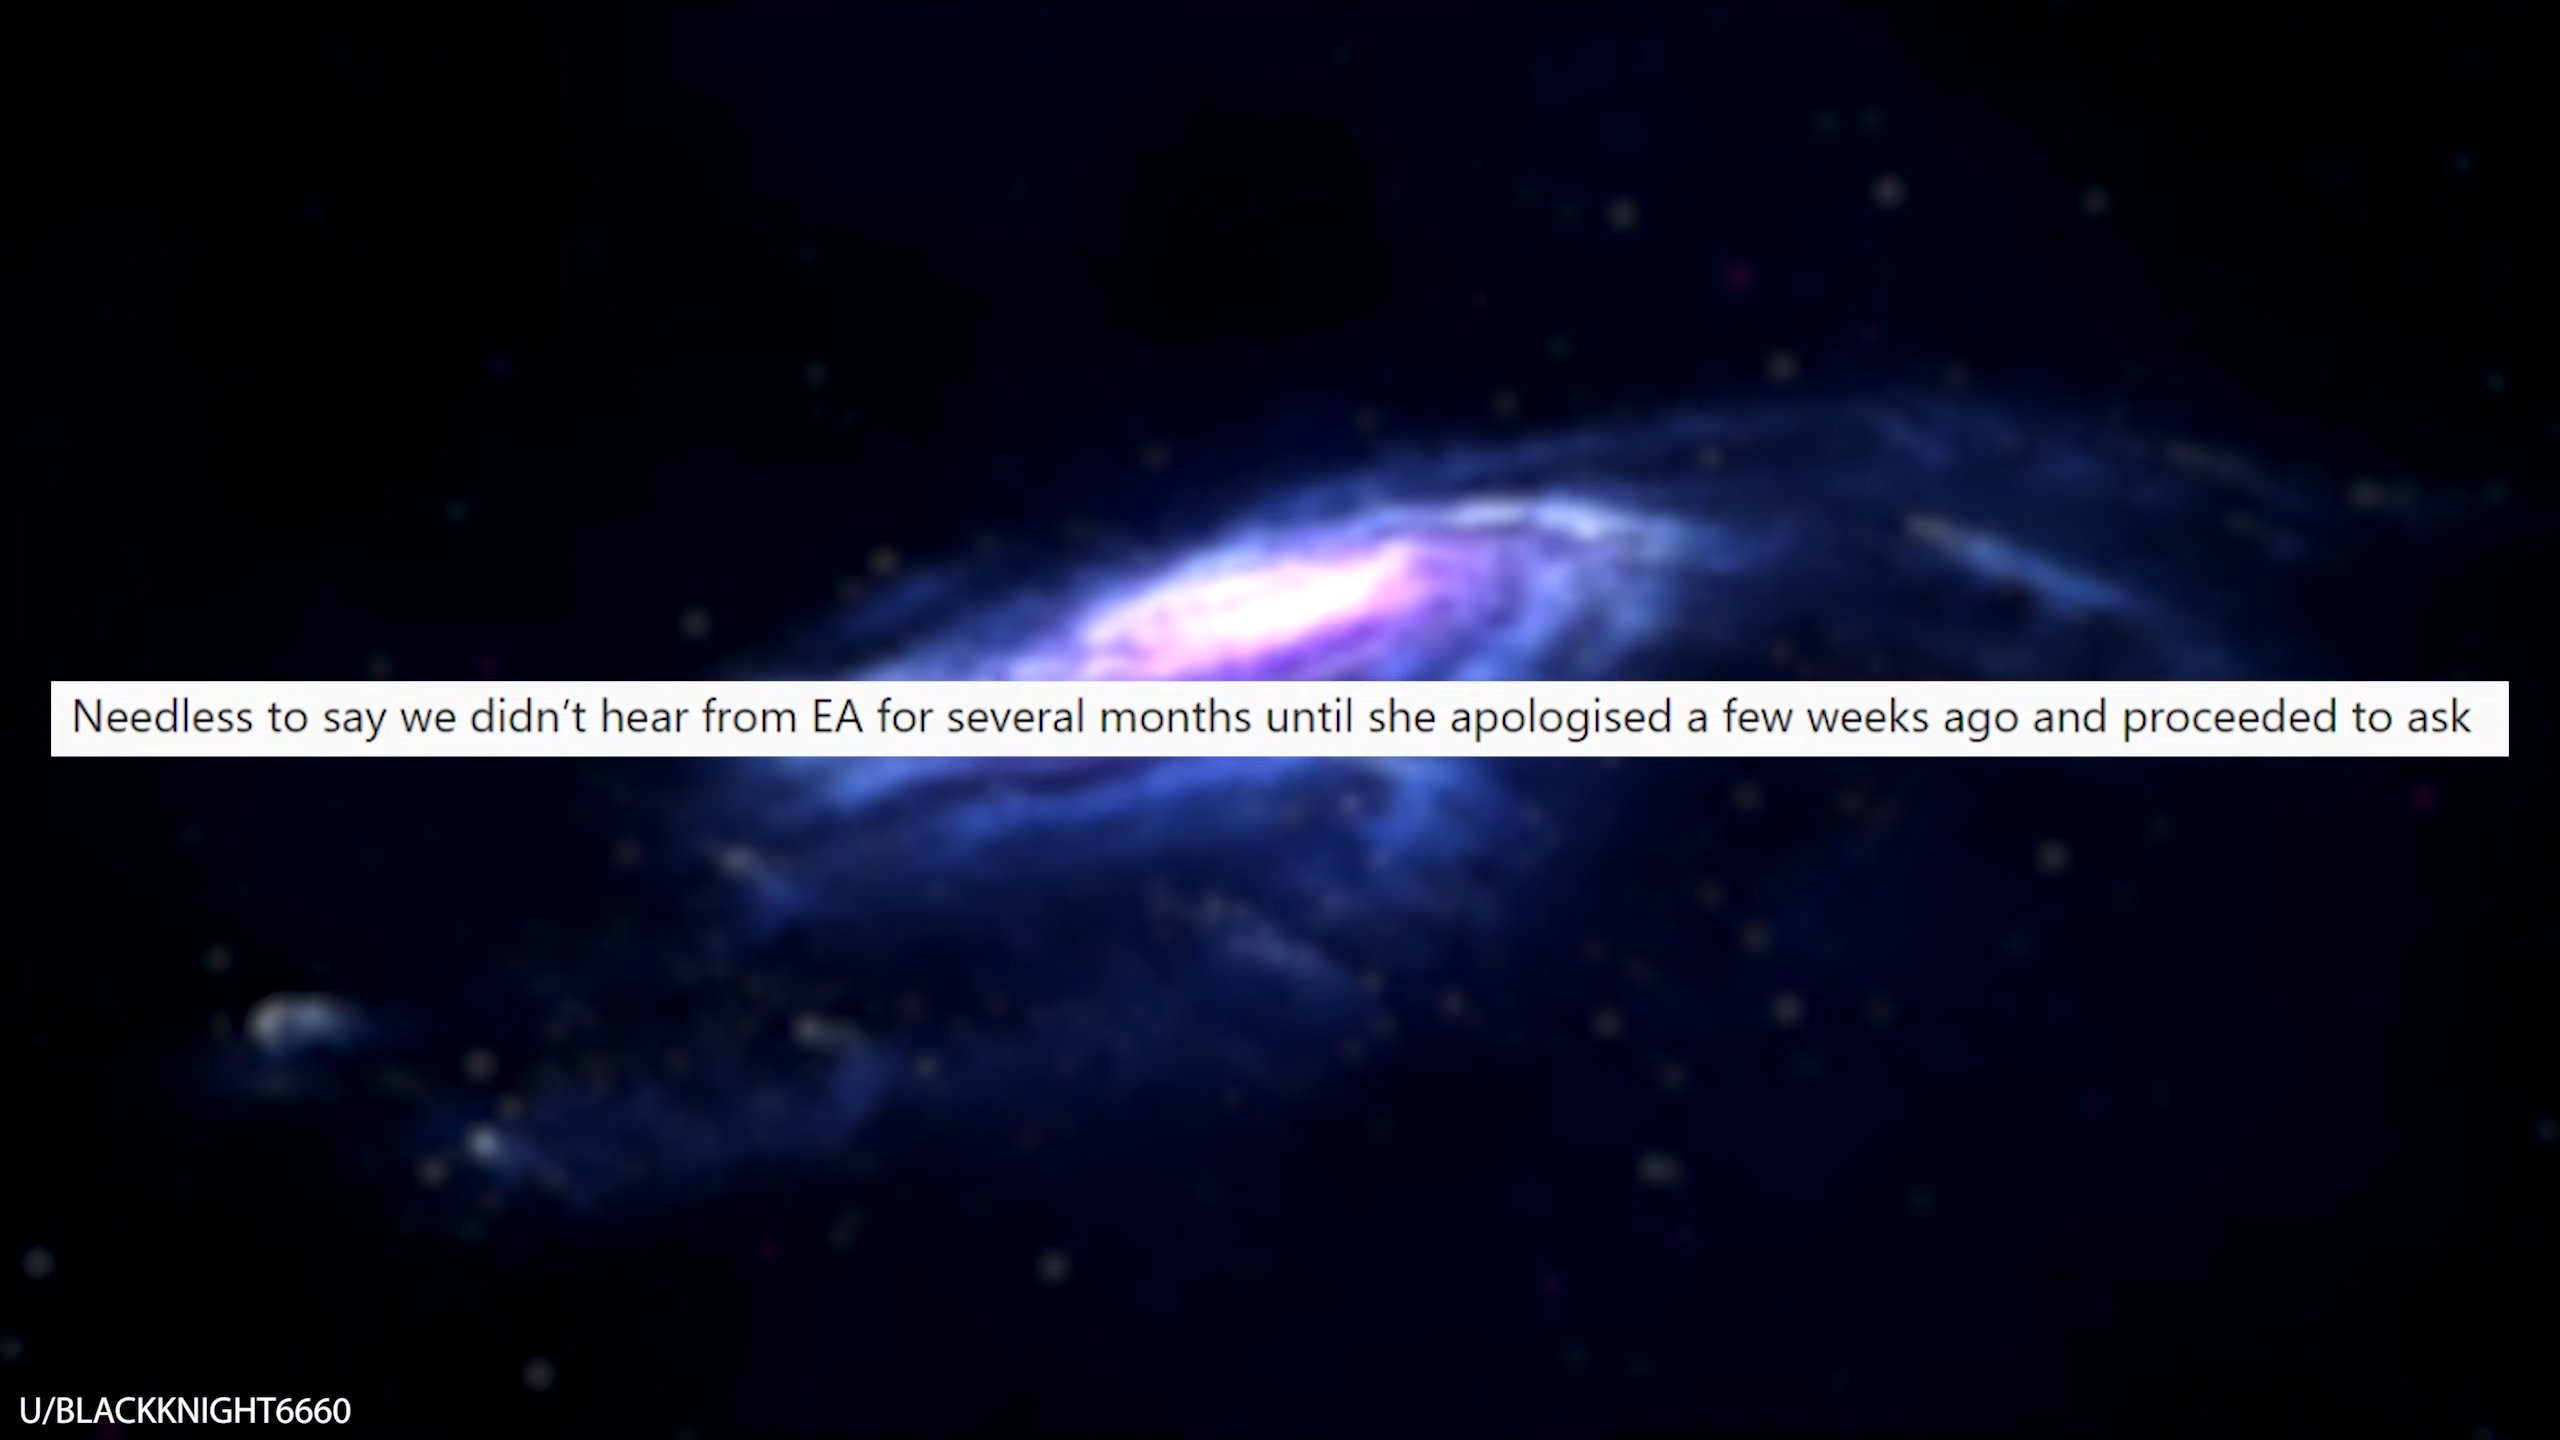 Needless to say we didn’t hear from EA for several months until she apologised a few weeks ago and proceeded to ask
U/BLACKKNIGHT6660